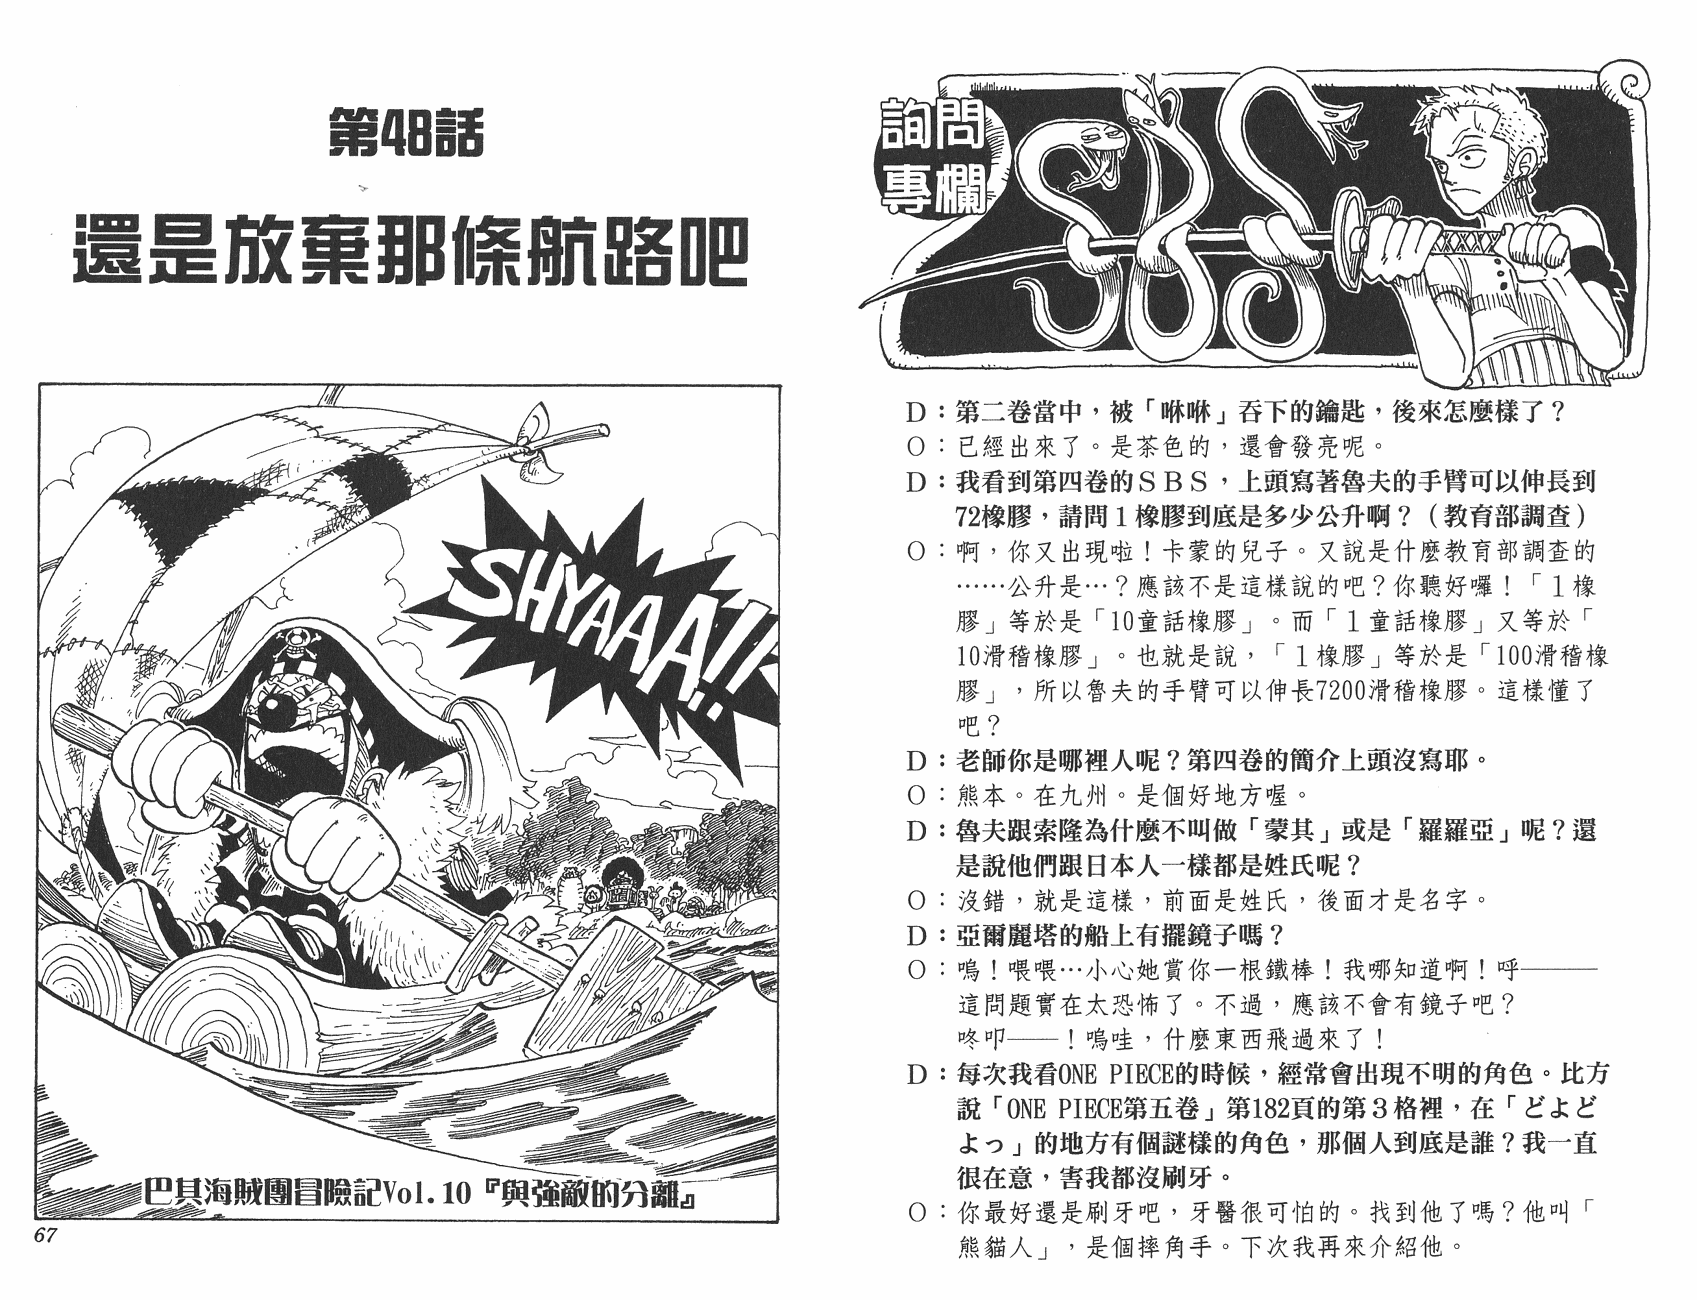 詢問
專欄
SBS
D：第二卷當中，被「咻咻」吞下的鑰匙，後來怎麼樣了？
O：已經出來了。是茶色的，還會發亮呢。
D：我看到第四卷的SBS，上頭寫著魯夫的手臂可以伸長到
72橡膠，請問1橡膠到底是多少公升啊？（教育部調查）
O：啊，你又出現啦！卡蒙的兒子。又說是什麼教育部調查的
……公升是…？應該不是這樣說的吧？你聽好囉！「1橡
膠」等於是「10童話橡膠」。而「1童話橡膠」又等於「
10滑稽橡膠」。也就是說，「1橡膠」等於是「100滑稽橡
膠」，所以魯夫的手臂可以伸長7200滑稽橡膠。這樣懂了
吧？
D：老師你是哪裡人呢？第四卷的簡介上頭沒寫耶。
O：熊本。在九州。是個好地方喔。
D：魯夫跟索隆為什麼不叫做「蒙其」或是「羅羅亞」呢？還
是說他們跟日本人一樣都是姓氏呢？
O：沒錯，就是這樣，前面是姓氏，後面才是名字。
D：亞爾麗塔的船上有擺鏡子嗎？
O：嗚！喂喂…小心她賞你一根鐵棒！我哪知道啊！呼———
這問題實在太恐怖了。不過，應該不會有鏡子吧？
咚叩——！嗚哇，什麼東西飛過來了！
D：每次我看ONE PIECE的時候，經常會出現不明的角色。比方
說「ONE PIECE第五卷」第182頁的第3格裡，在「どよど
よっ」的地方有個謎樣的角色，那個人到底是誰？我一直
很在意，害我都沒刷牙。
O：你最好還是刷牙吧，牙醫很可怕的。找到他了嗎？他叫「
熊貓人」，是個摔角手。下次我再來介紹他。
第48話
還是放棄那條航路吧
SHYAAA!!
巴其海賊團冒險記Vol.10『與強敵的分離』
67